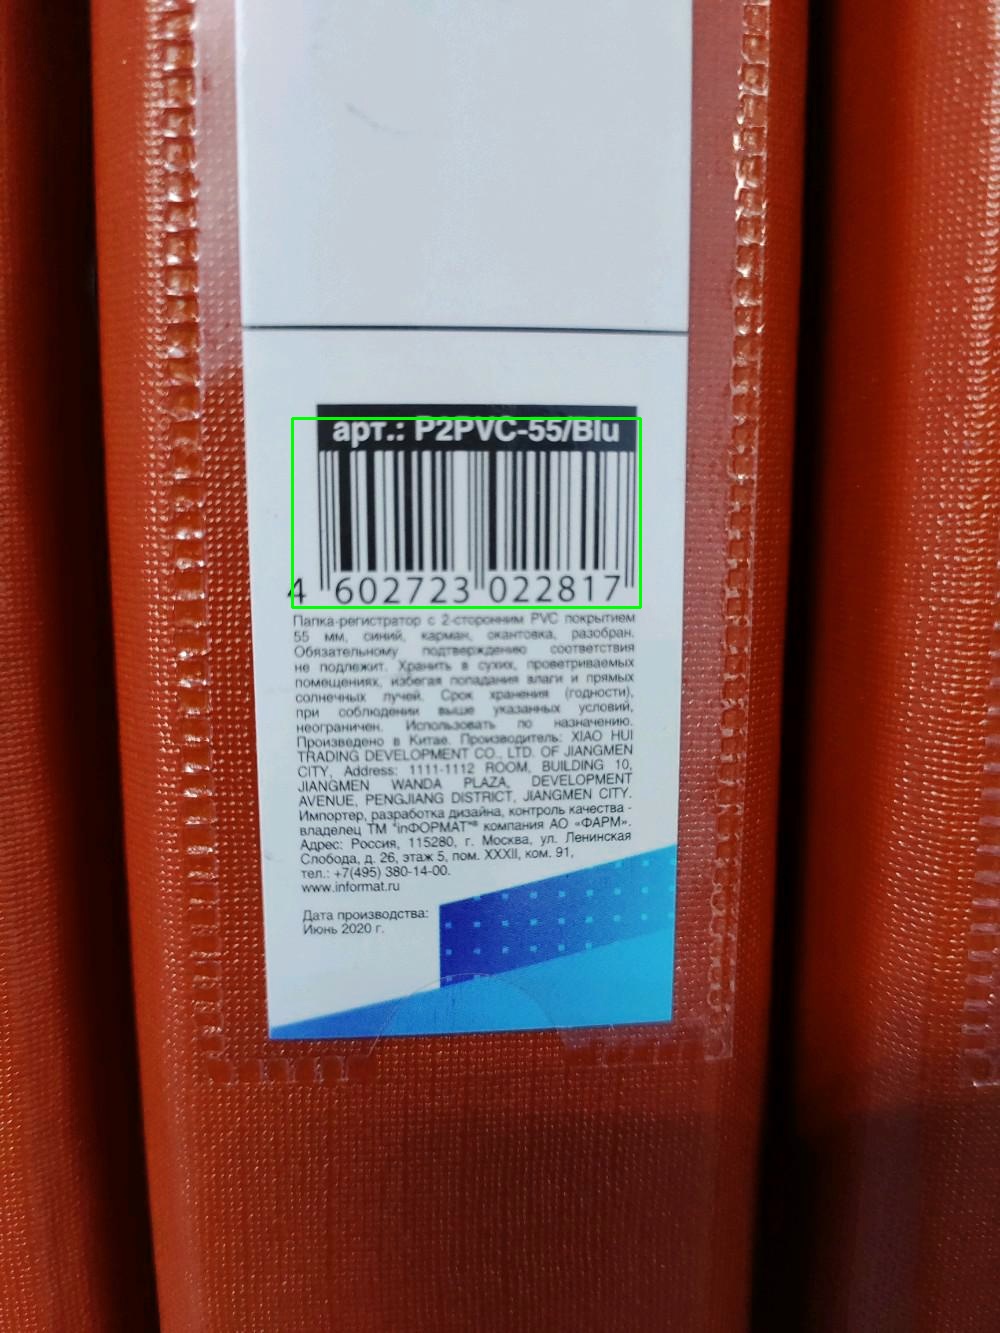 арт.: P2PVC-55/Blu
4 602723 022817
Папка-регистратор с 2-сторонним PVC покрытием
55 мм, синий, карман, окантовка, разобран.
Обязательному подтверждению соответствия
не подлежит. Хранить в сухих, проветриваемых
помещениях, избегая попадания влаги и прямых
солнечных лучей. Срок хранения (годности),
при соблюдении выше указанных условий,
неограничен. Использовать по назначению.
Произведено в Китае. Производитель: XIAO HUI
TRADING DEVELOPMENT CO., LTD. OF JIANGMEN
CITY, Address: 1111-1112 ROOM, BUILDING 10,
JIANGMEN WANDA PLAZA, DEVELOPMENT
AVENUE, PENGJIANG DISTRICT, JIANGMEN CITY.
Импортер, разработка дизайна, контроль качества -
владелец ТМ "inФОРМАТ"® компания АО «ФАРМ».
Адрес: Россия, 115280, г. Москва, ул. Ленинская
Слобода, д. 26, этаж 5, пом. XXXII, ком. 91,
тел.: +7(495) 380-14-00.
www.informat.ru
Дата производства:
Июнь 2020 г.